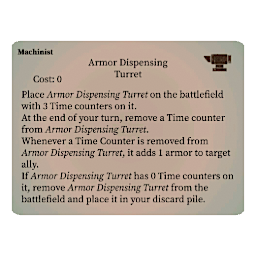 Machinist
Armor Dispensing
Turret
Cost: 0
Place Armor Dispensing Turret on the battlefield
with 3 Time counters on it.
At the end of your turn, remove a Time counter
from Armor Dispensing Turret.
Whenever a Time Counter is removed from
Armor Dispensing Turret, it adds 1 armor to target
ally.
If Armor Dispensing Turret has 0 Time counters on
it, remove Armor Dispensing Turret from the
battlefield and place it in your discard pile.